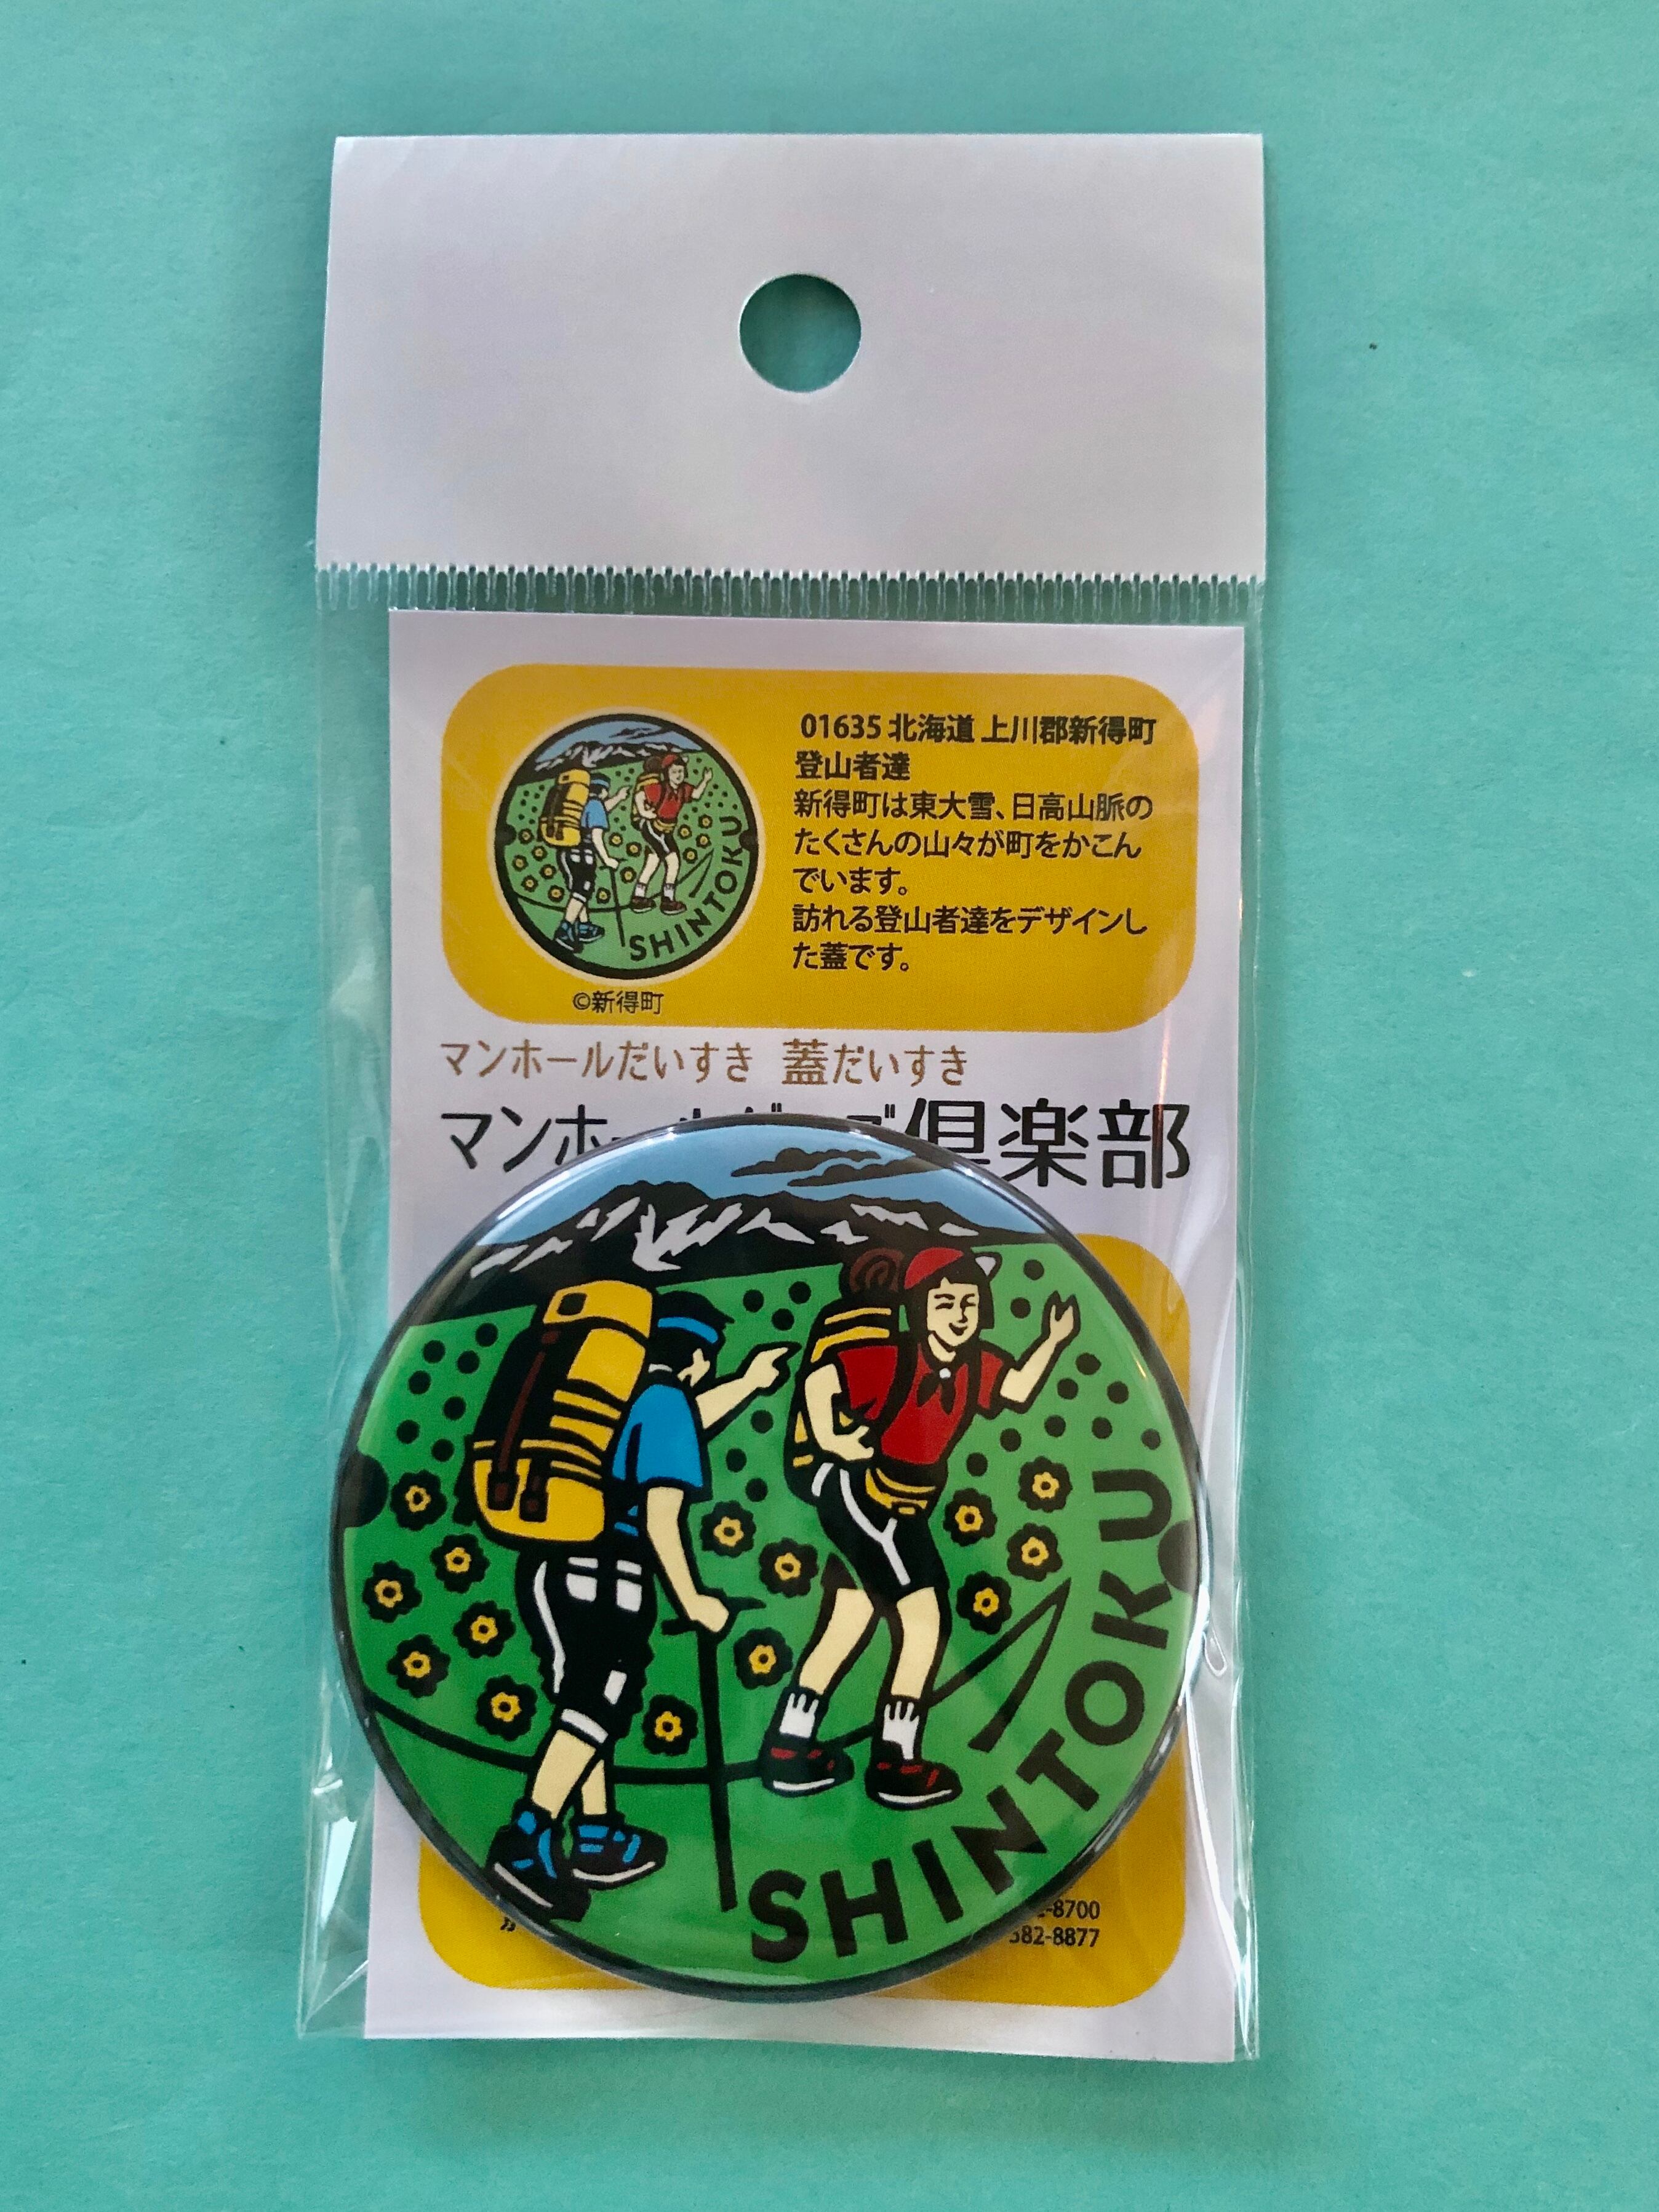 01635 北海道 上川郡新得町
登山者達
新得町は東大雪、日高山脈の
たくさんの山々が町をかこん
でいます。
訪れる登山者達をデザインし
た蓋です。
SHINTOKU
©新得町
マンホールだいすき 蓋だいすき
マンホ 倶楽部
SHINTOKU
-8700
582-8877